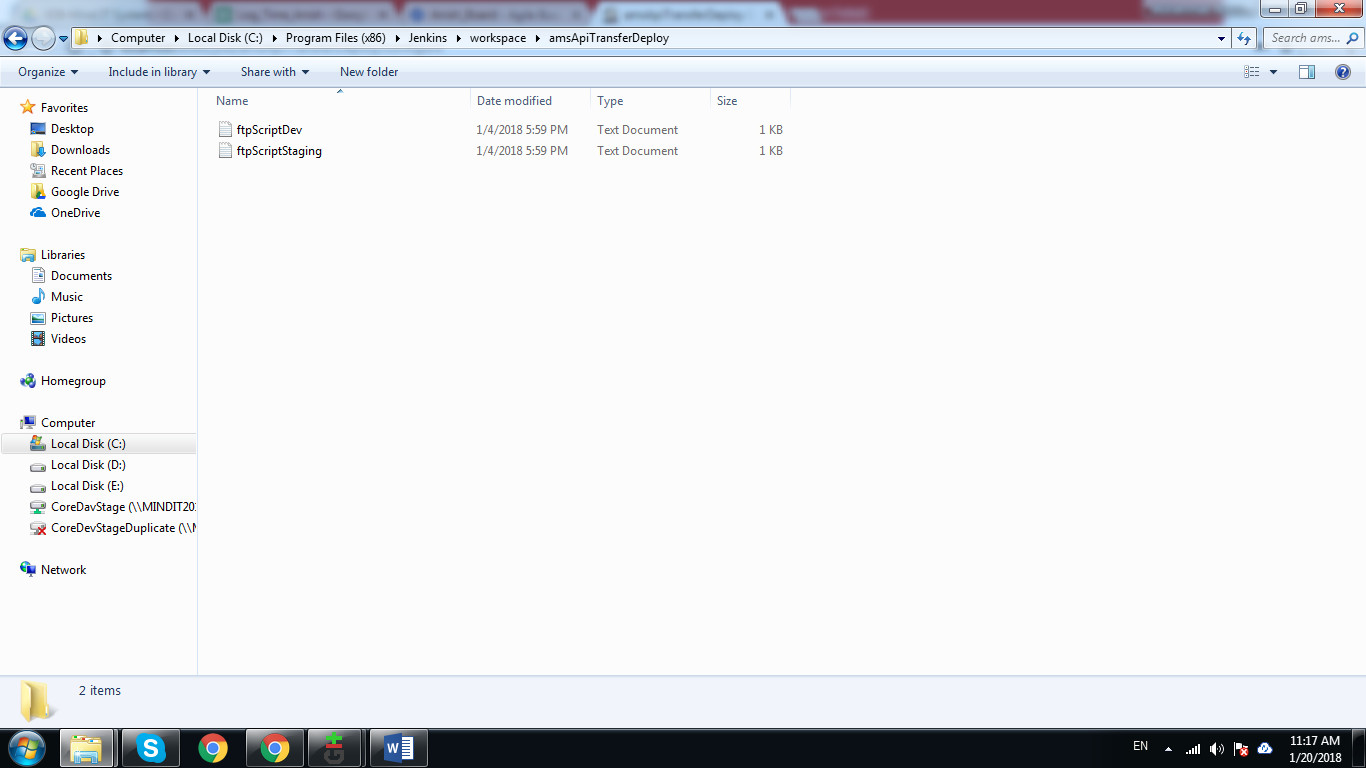 Computer Local Disk (C:) Program Files (x86) Jenkins workspace amsApiTransferDeploy Search ams...
Organize Include in library Share with New folder
Name Date modified Type Size
ftpScriptDev 1/4/2018 5:59 PM Text Document 1 KB
ftpScriptStaging 1/4/2018 5:59 PM Text Document 1 KB
Favorites
Desktop
Downloads
Recent Places
Google Drive
OneDrive
Libraries
Documents
Music
Pictures
Videos
Homegroup
Computer
Local Disk (C:)
Local Disk (D:)
Local Disk (E:)
CoreDavStage (\\MINDIT20
CoreDevStageDuplicate (\\M
Network
2 items
EN 11:17 AM
1/20/2018